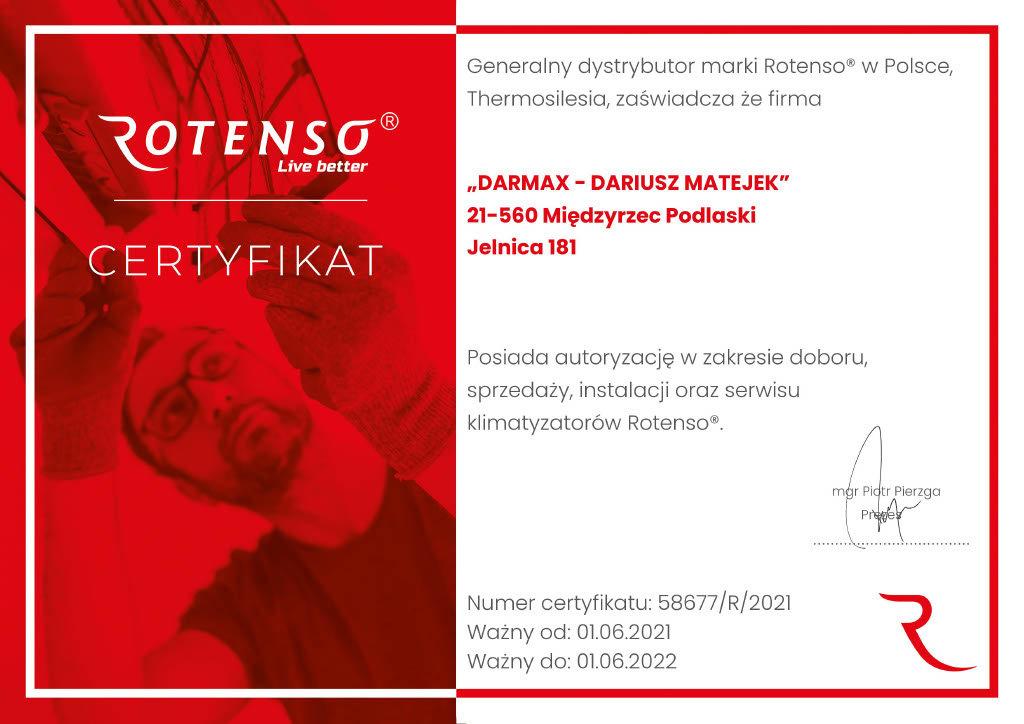 ROTENSO®
Live better
CERTYFIKAT
Generalny dystrybutor marki Rotenso® w Polsce,
Thermosilesia, zaświadcza że firma
„DARMAX - DARIUSZ MATEJEK”
21-560 Międzyrzec Podlaski
Jelnica 181
Posiada autoryzację w zakresie doboru,
sprzedaży, instalacji oraz serwisu
klimatyzatorów Rotenso®.
mgr Piotr Pierzga
Prezes
Numer certyfikatu: 58677/R/2021
Ważny od: 01.06.2021
Ważny do: 01.06.2022